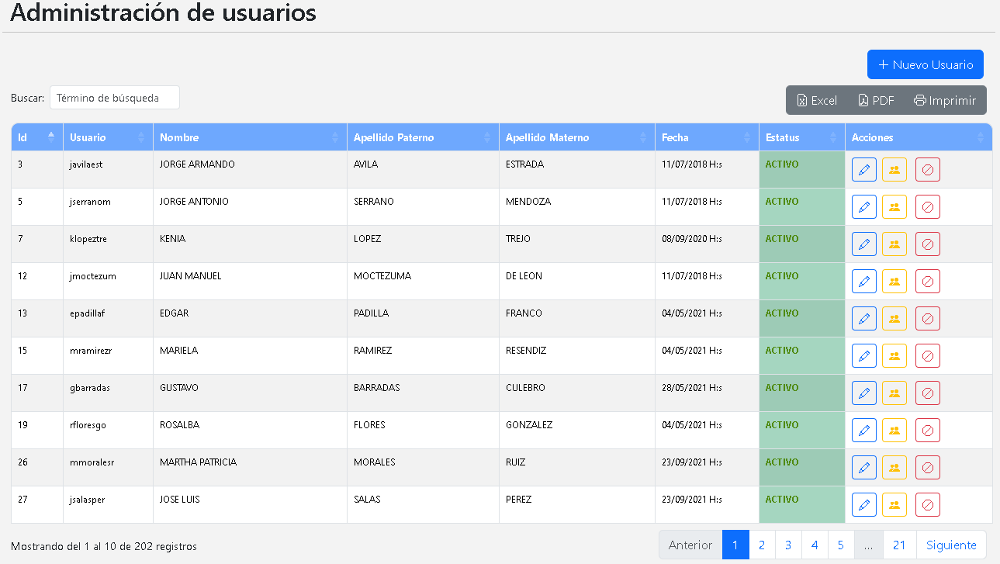 Administración de usuarios
+ Nuevo Usuario
Buscar: Término de búsqueda
Excel PDF Imprimir
Id Usuario Nombre Apellido Paterno Apellido Materno Fecha Estatus Acciones
3 javilaest JORGE ARMANDO AVILA ESTRADA 11/07/2018 H:s ACTIVO
5 jserranom JORGE ANTONIO SERRANO MENDOZA 11/07/2018 H:s ACTIVO
7 klopeztre KENIA LOPEZ TREJO 08/09/2020 H:s ACTIVO
12 jmoctezum JUAN MANUEL MOCTEZUMA DE LEON 11/07/2018 H:s ACTIVO
13 epadillaf EDGAR PADILLA FRANCO 04/05/2021 H:s ACTIVO
15 mramirezr MARIELA RAMIREZ RESENDIZ 04/05/2021 H:s ACTIVO
17 gbarradas GUSTAVO BARRADAS CULEBRO 28/05/2021 H:s ACTIVO
19 rfloresgo ROSALBA FLORES GONZALEZ 04/05/2021 H:s ACTIVO
26 mmoralesr MARTHA PATRICIA MORALES RUIZ 23/09/2021 H:s ACTIVO
27 jsalasper JOSE LUIS SALAS PEREZ 23/09/2021 H:s ACTIVO
Mostrando del 1 al 10 de 202 registros
Anterior 1 2 3 4 5 ... 21 Siguiente